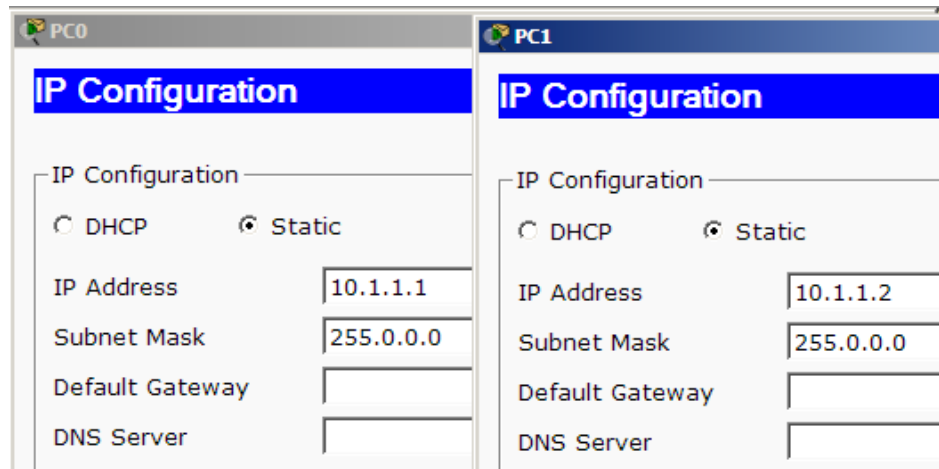 PC0
IP Configuration
IP Configuration
DHCP Static
IP Address 10.1.1.1
Subnet Mask 255.0.0.0
Default Gateway
DNS Server
PC1
IP Configuration
IP Configuration
DHCP Static
IP Address 10.1.1.2
Subnet Mask 255.0.0.0
Default Gateway
DNS Server